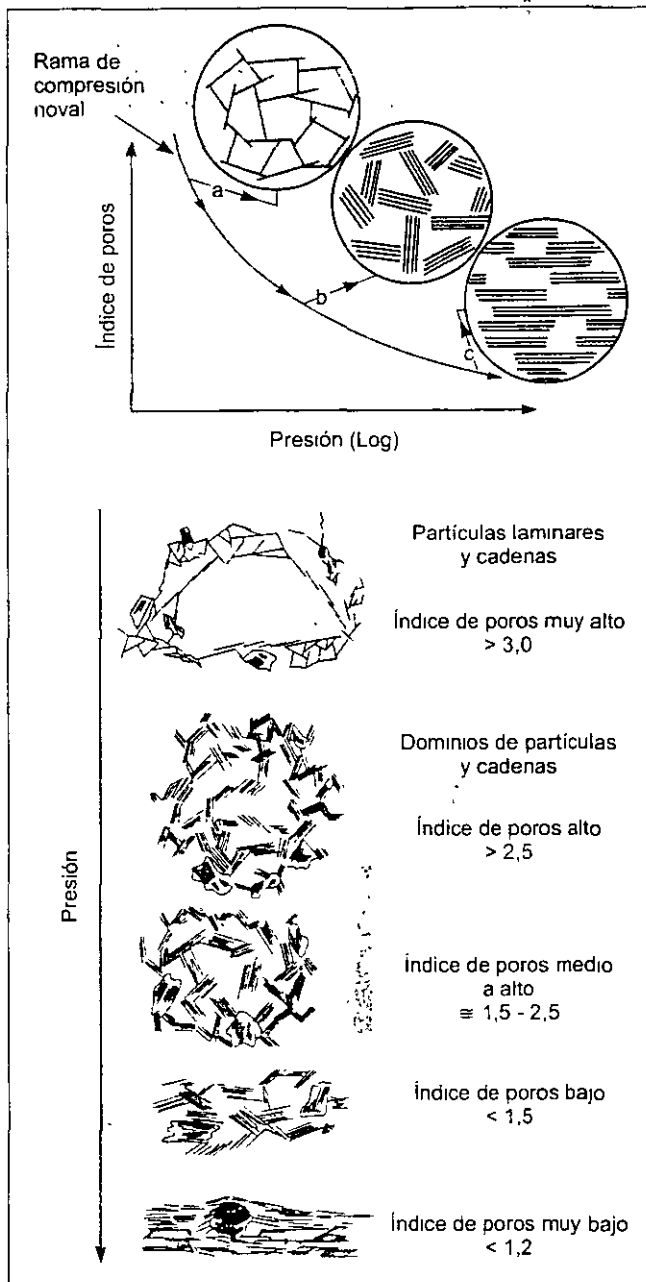 Rama de
compresión
noval
a
b
c
Índice de poros
Presión (Log)
Partículas laminares
y cadenas
Índice de poros muy alto
> 3,0
Dominios de partículas
y cadenas
Índice de poros alto
> 2,5
Índice de poros medio
a alto
≅ 1,5 - 2,5
Índice de poros bajo
< 1,5
Índice de poros muy bajo
< 1,2
Presión